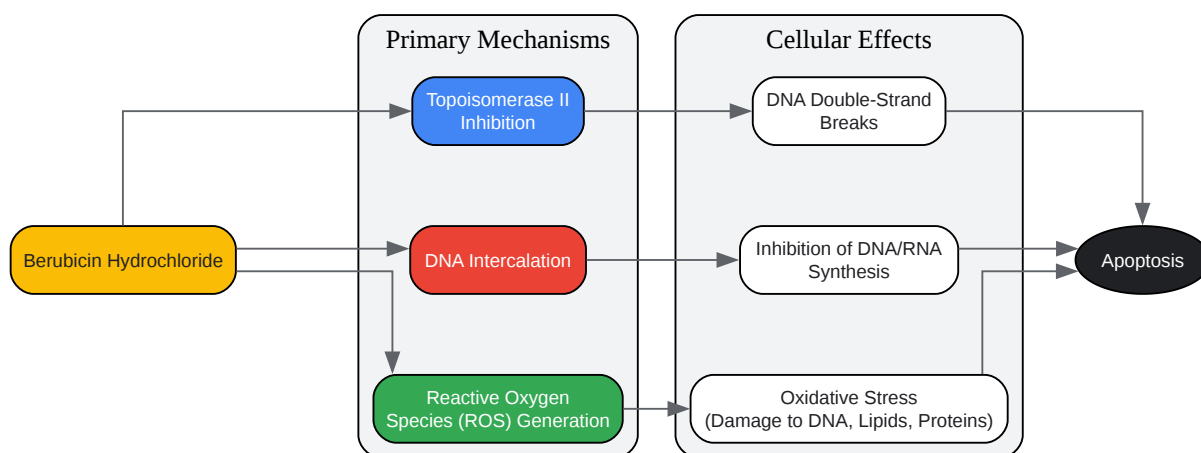 Primary Mechanisms
Cellular Effects
Topoisomerase II
Inhibition
DNA Double-Strand
Breaks
Berubicin Hydrochloride
DNA Intercalation
Inhibition of DNA/RNA
Synthesis
Apoptosis
Reactive Oxygen
Species (ROS) Generation
Oxidative Stress
(Damage to DNA, Lipids, Proteins)